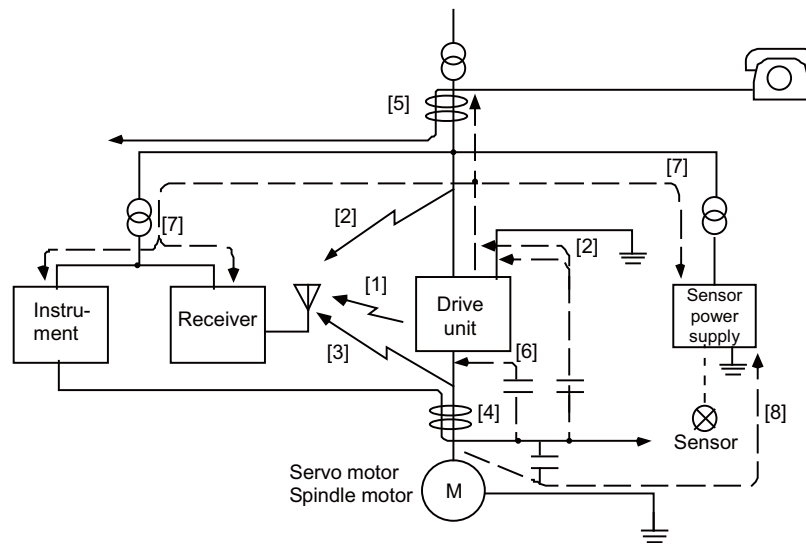 [5]
[7]
[2]
[7]
[2]
[1]
Instru-
ment
Receiver
Drive
unit
Sensor
power
supply
[3]
[6]
[4]
[8]
Sensor
Servo motor
Spindle motor
M